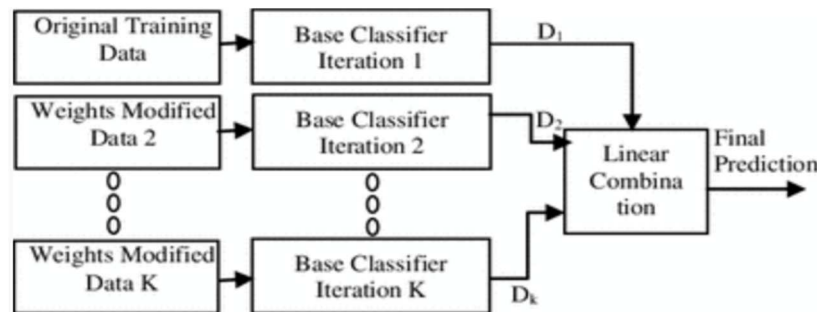 Original Training
Data
Base Classifier
Iteration 1
D₁
Weights Modified
Data 2
Base Classifier
Iteration 2
D₂
Linear
Combina
tion
Final
Prediction
Weights Modified
Data K
Base Classifier
Iteration K
Dₖ